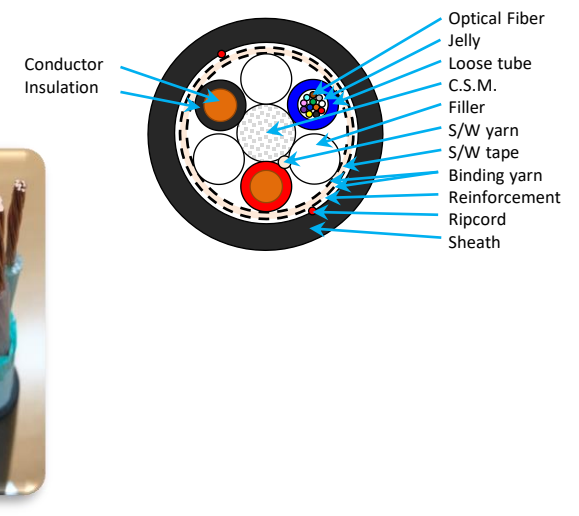 Conductor
Insulation
Optical Fiber
Jelly
Loose tube
C.S.M.
Filler
S/W yarn
S/W tape
Binding yarn
Reinforcement
Ripcord
Sheath